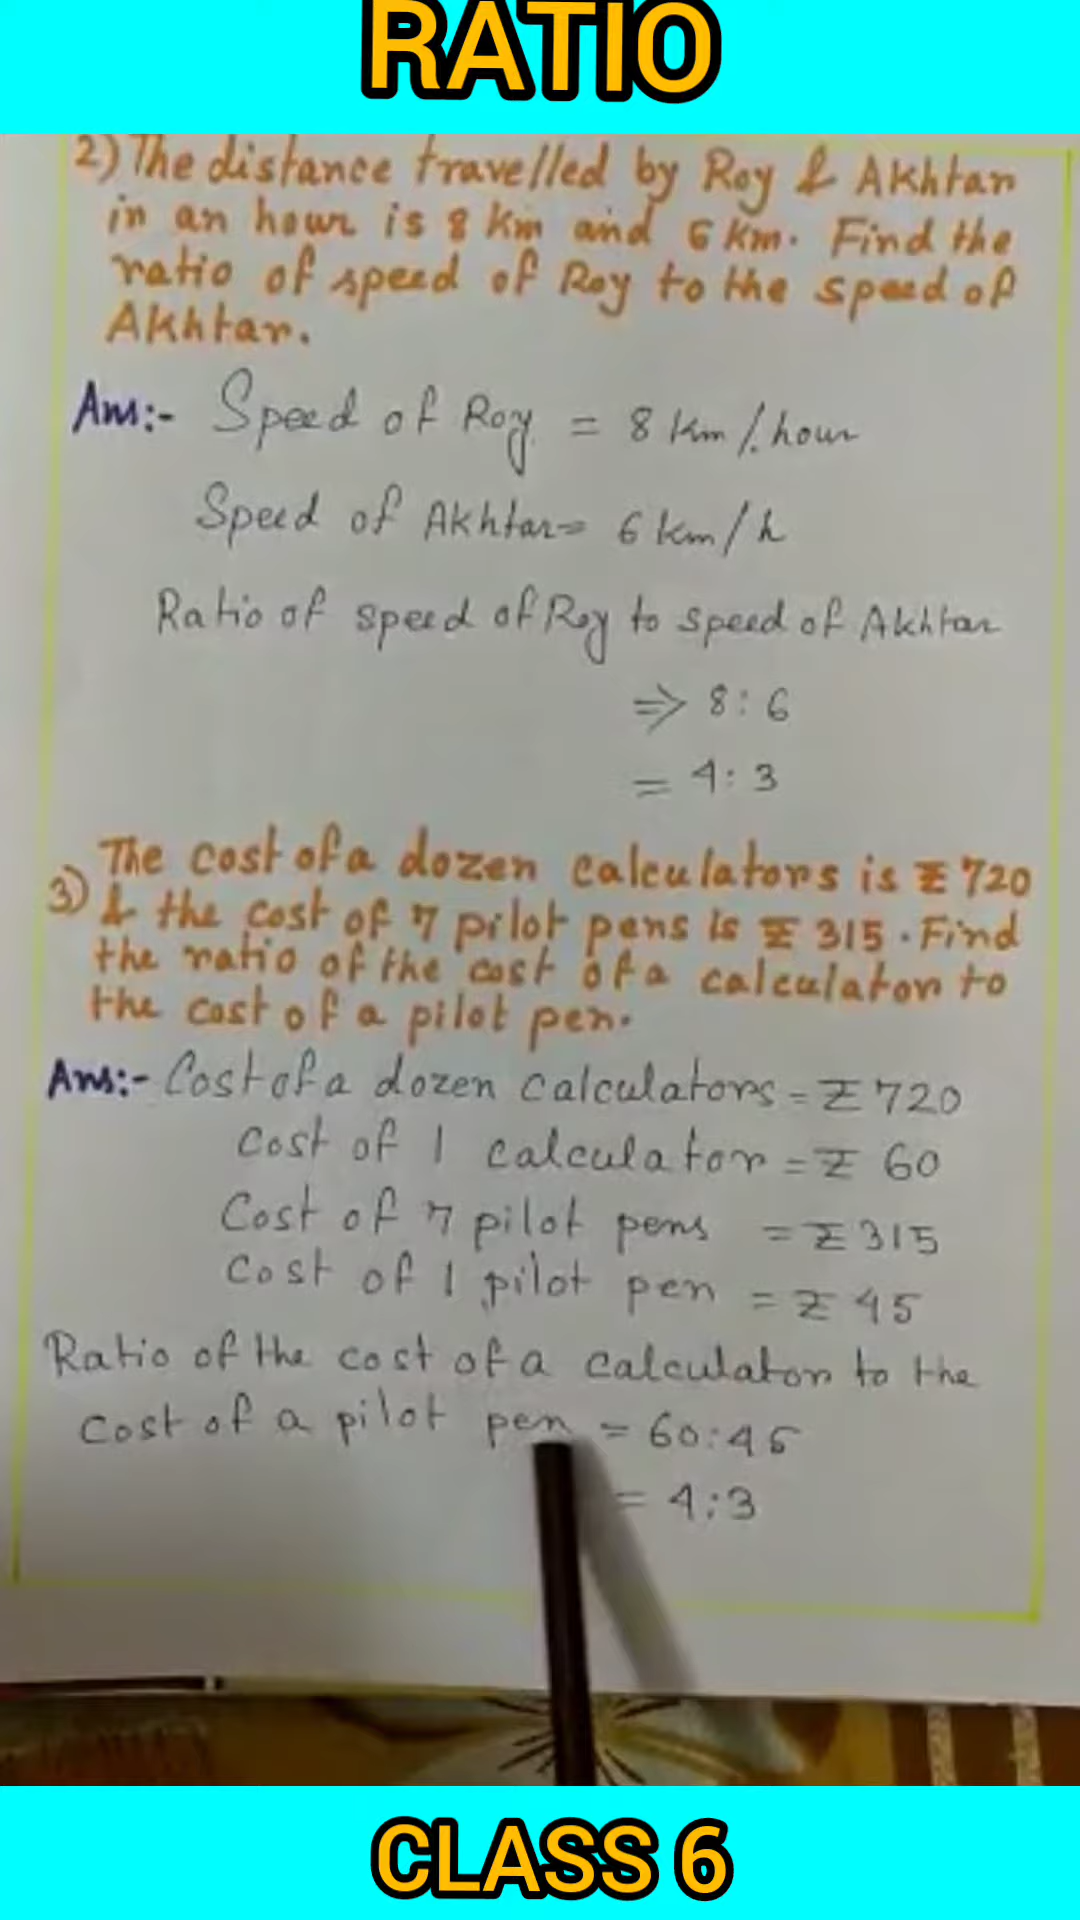 RATIO
2) The distance travelled by Roy & Akhtar
in an hour is 8 km and 6 km. Find the
ratio of speed of Roy to the speed of
Akhtar.
Ans:- Speed of Roy = 8 km/hour
Speed of Akhtar = 6 km/h
Ratio of speed of Roy to speed of Akhtar
⇒ 8:6
= 4:3
3) The cost of a dozen calculators is ₹ 720
& the cost of 7 pilot pens is ₹ 315. Find
the ratio of the cost of a calculator to
the cost of a pilot pen.
Ans:- Cost of a dozen calculators = ₹ 720
Cost of 1 calculator = ₹ 60
Cost of 7 pilot pens = ₹ 315
Cost of 1 pilot pen = ₹ 45
Ratio of the cost of a calculator to the
cost of a pilot pen = 60:45
= 4:3
CLASS 6